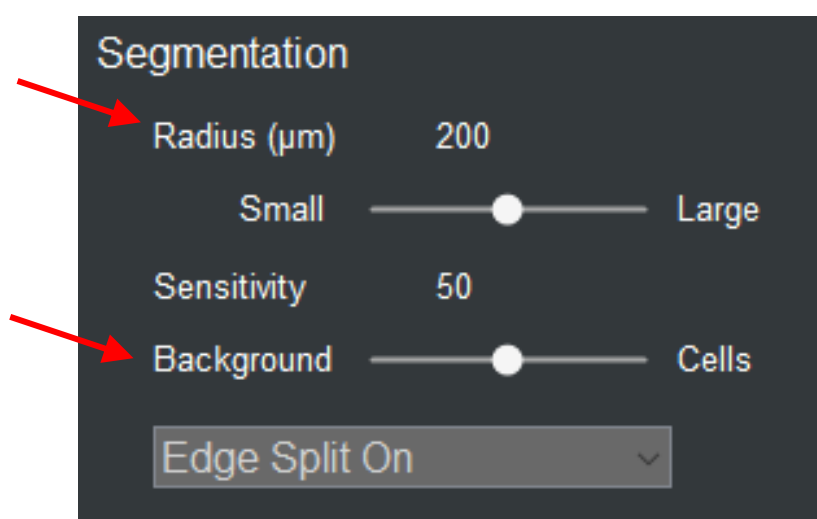 Segmentation
Radius (µm) 200
Small Large
Sensitivity 50
Background Cells
Edge Split On